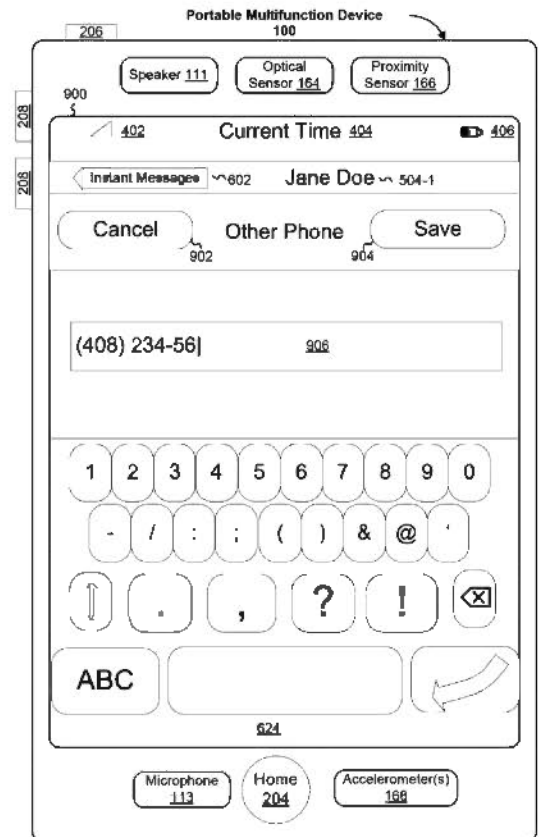 Portable Multifunction Device
100
206
Speaker 111
Optical Sensor 164
Proximity Sensor 166
900
208
208
402
Current Time 404
406
Instant Messages 602
Jane Doe 504-1
Cancel
Other Phone
Save
902
904
(408) 234-56|
906
1 2 3 4 5 6 7 8 9 0
- / : ; ( ) & @ '
. , ? !
ABC
624
Microphone 113
Home 204
Accelerometer(s) 168